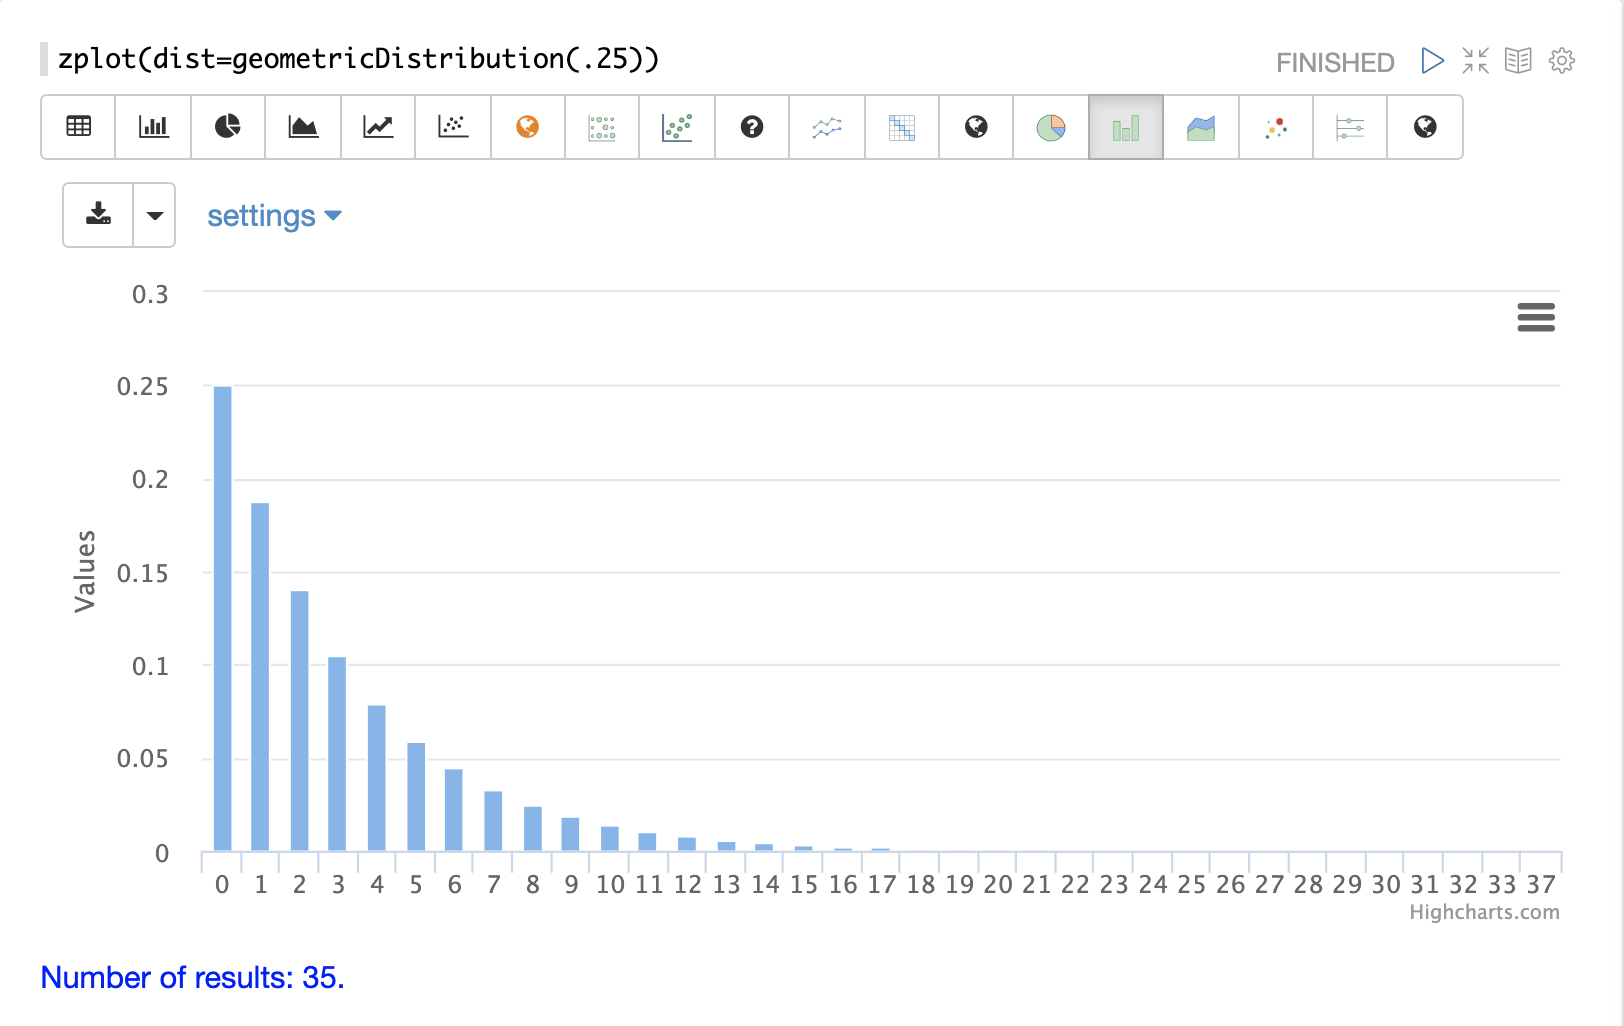 zplot(dist=geometricDistribution(.25))
FINISHED
settings
0.3
0.25
0.2
0.15
0.1
0.05
0
Values
0 1 2 3 4 5 6 7 8 9 10 11 12 13 14 15 16 17 18 19 20 21 22 23 24 25 26 27 28 29 30 31 32 33 37
Highcharts.com
Number of results: 35.